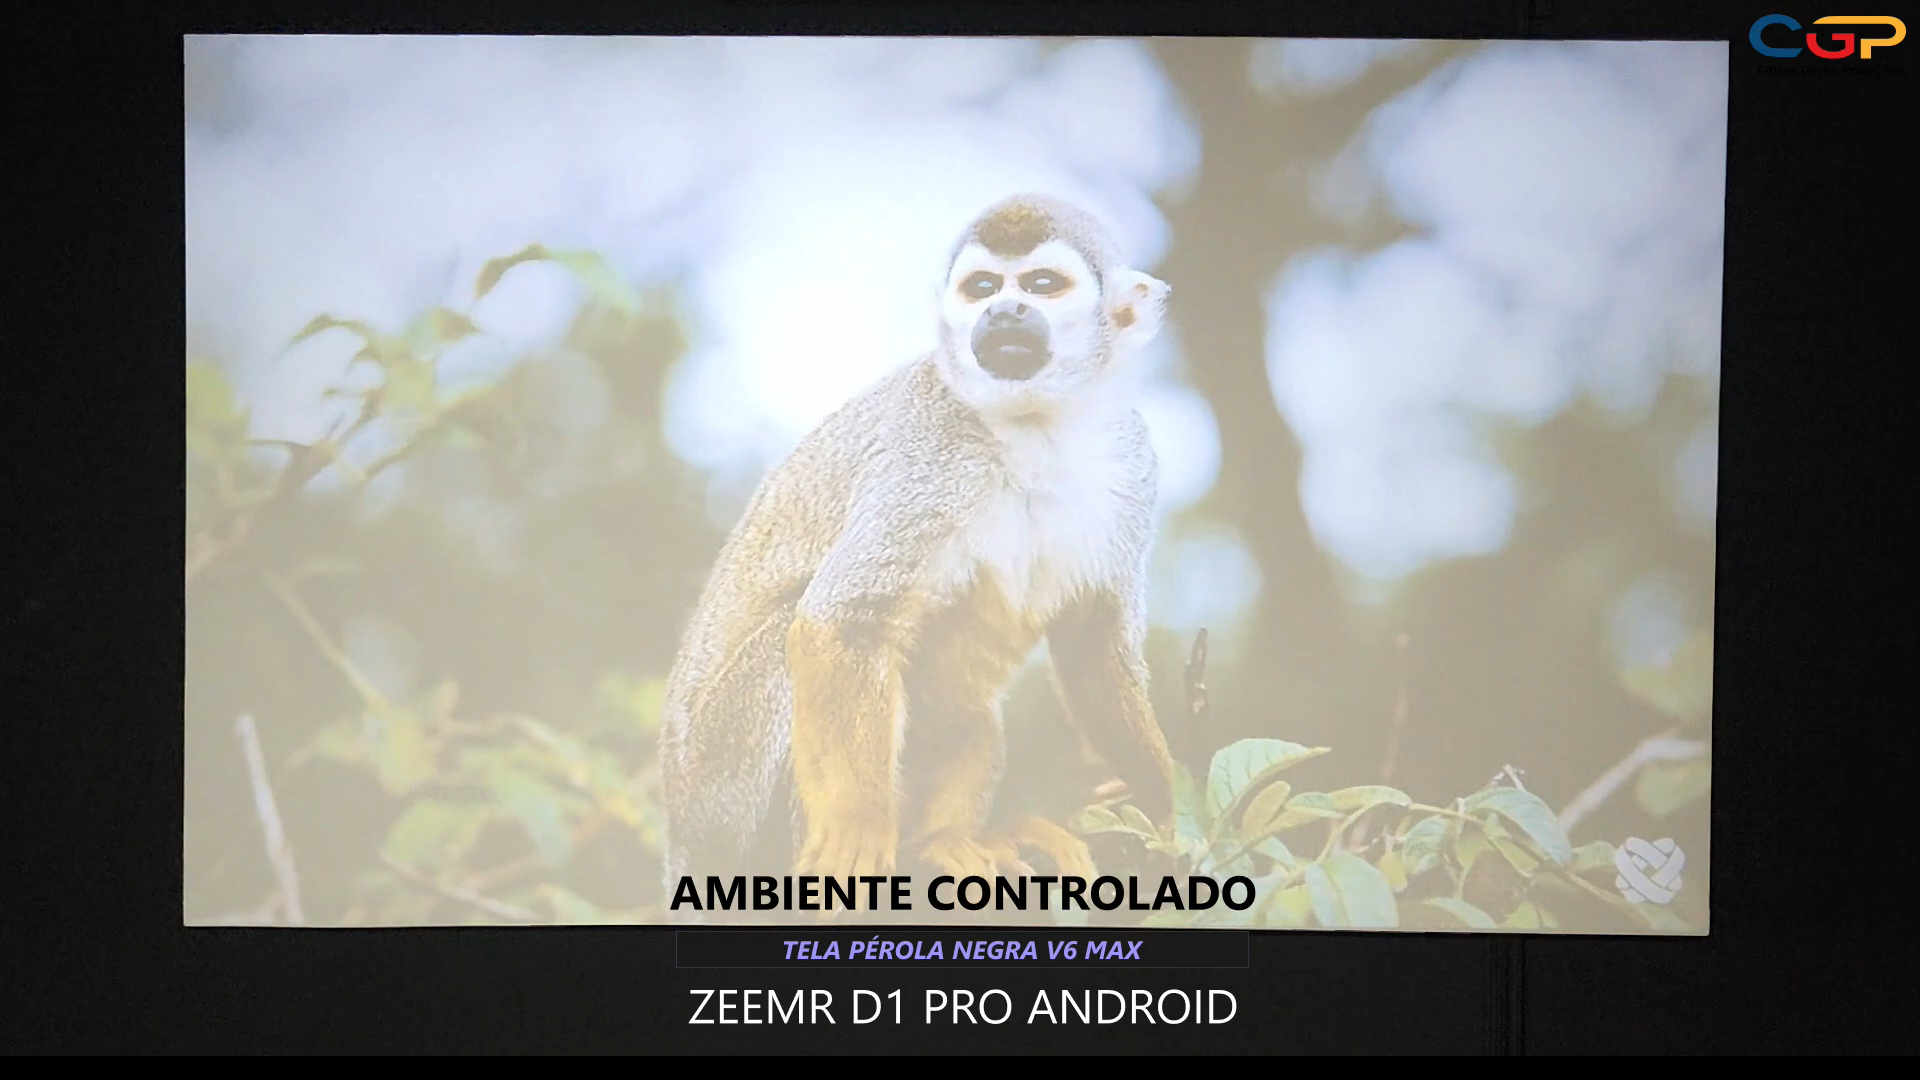 CGP
AMBIENTE CONTROLADO
TELA PÉROLA NEGRA V6 MAX
ZEEMR D1 PRO ANDROID